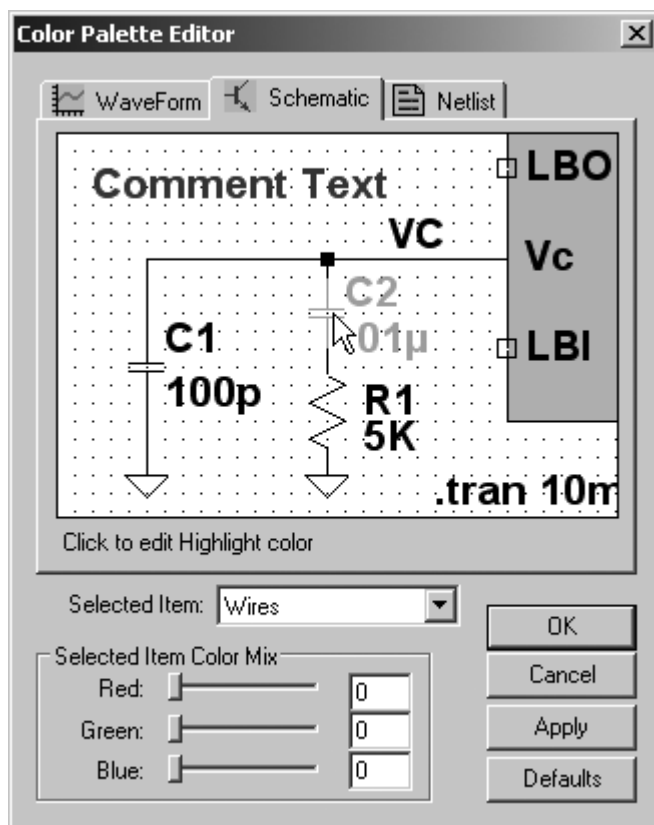 Color Palette Editor
WaveForm Schematic Netlist
Comment Text
LBO
VC
Vc
C2
01µ
C1
100p
LBI
R1
5K
.tran 10m
Click to edit Highlight color
Selected Item: Wires
OK
Selected Item Color Mix
Cancel
Red: 0
Green: 0
Apply
Blue: 0
Defaults